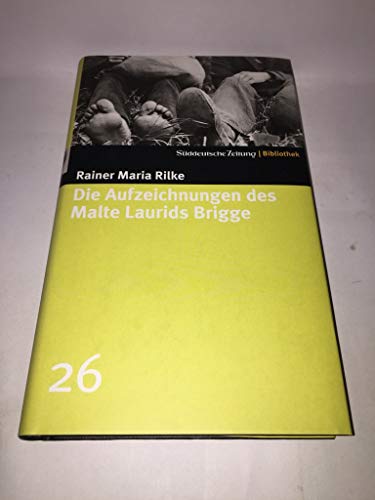 Süddeutsche Zeitung | Bibliothek
Rainer Maria Rilke
Die Aufzeichnungen des
Malte Laurids Brigge
26